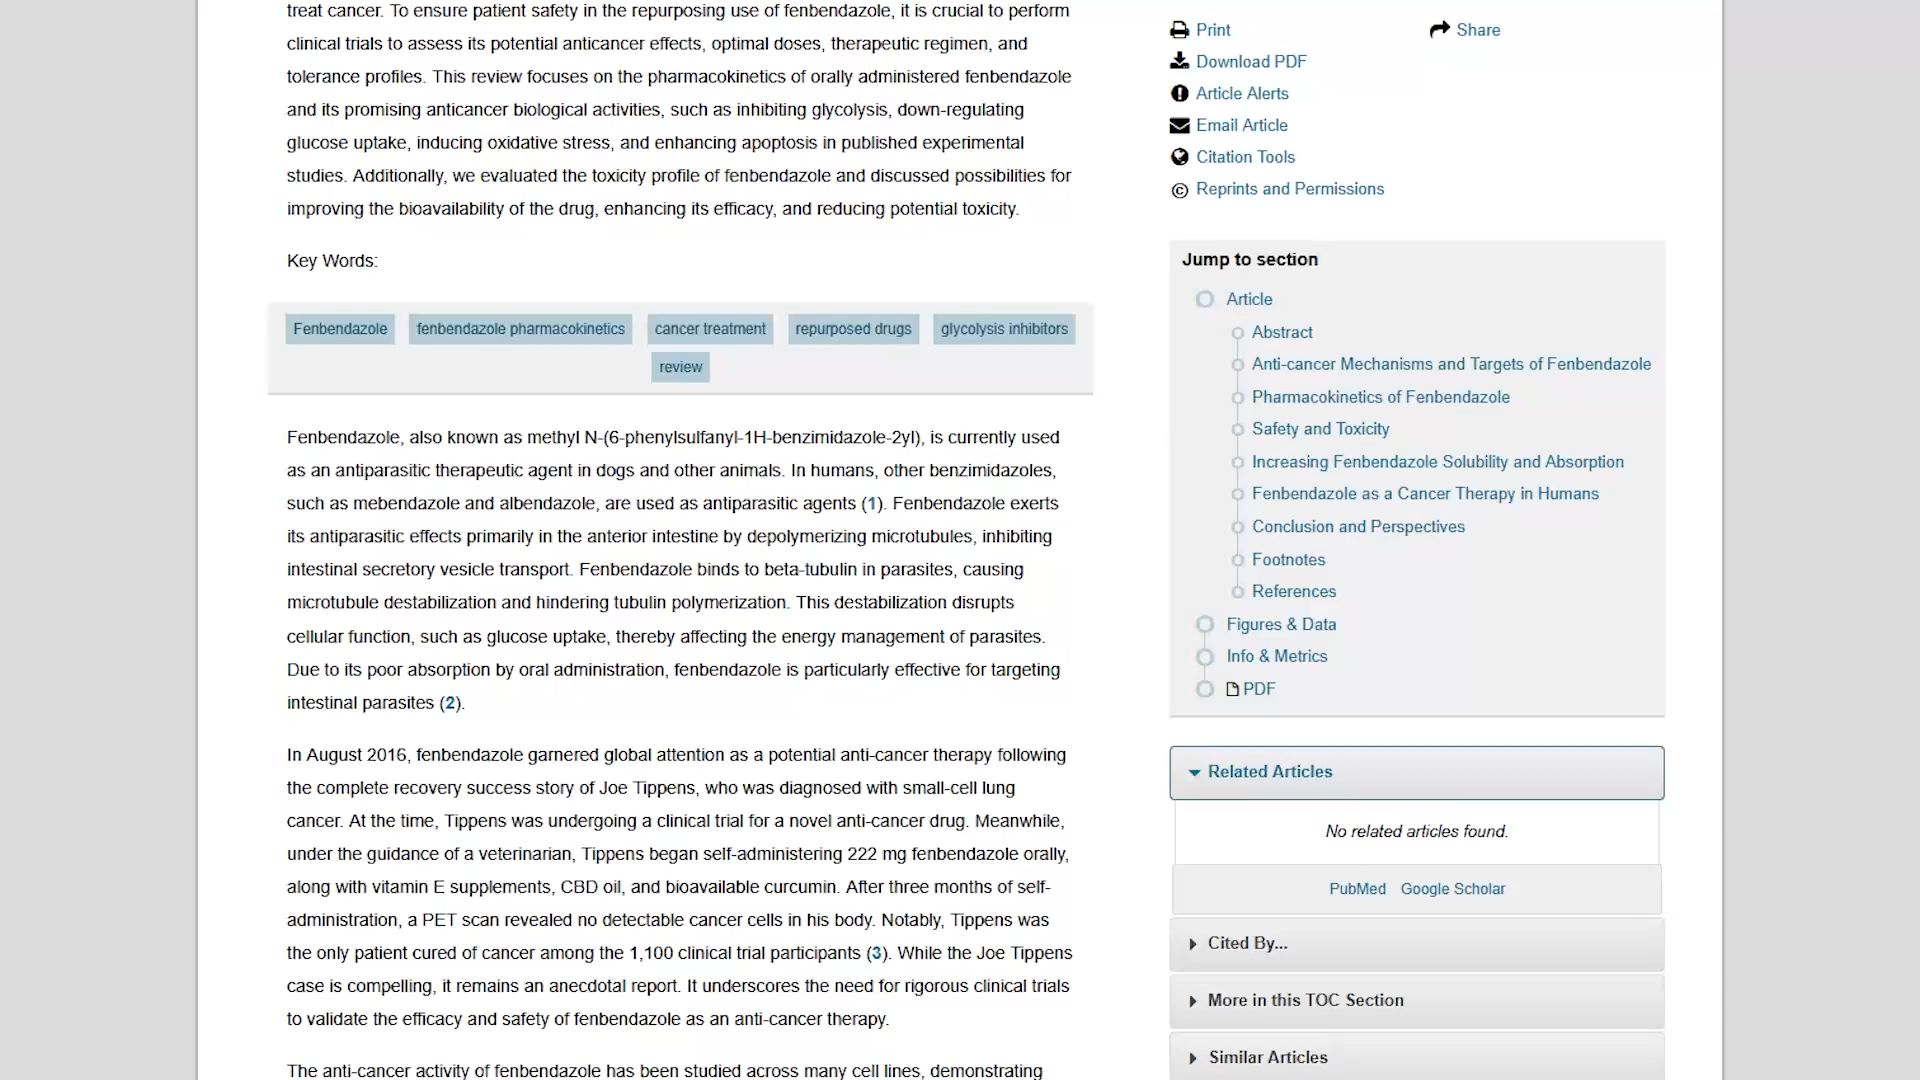 treat cancer. To ensure patient safety in the repurposing use of fenbendazole, it is crucial to perform
clinical trials to assess its potential anticancer effects, optimal doses, therapeutic regimen, and
tolerance profiles. This review focuses on the pharmacokinetics of orally administered fenbendazole
and its promising anticancer biological activities, such as inhibiting glycolysis, down-regulating
glucose uptake, inducing oxidative stress, and enhancing apoptosis in published experimental
studies. Additionally, we evaluated the toxicity profile of fenbendazole and discussed possibilities for
improving the bioavailability of the drug, enhancing its efficacy, and reducing potential toxicity.
Key Words:
Fenbendazole fenbendazole pharmacokinetics cancer treatment repurposed drugs glycolysis inhibitors
review
Fenbendazole, also known as methyl N-(6-phenylsulfanyl-1H-benzimidazole-2yl), is currently used
as an antiparasitic therapeutic agent in dogs and other animals. In humans, other benzimidazoles,
such as mebendazole and albendazole, are used as antiparasitic agents (1). Fenbendazole exerts
its antiparasitic effects primarily in the anterior intestine by depolymerizing microtubules, inhibiting
intestinal secretory vesicle transport. Fenbendazole binds to beta-tubulin in parasites, causing
microtubule destabilization and hindering tubulin polymerization. This destabilization disrupts
cellular function, such as glucose uptake, thereby affecting the energy management of parasites.
Due to its poor absorption by oral administration, fenbendazole is particularly effective for targeting
intestinal parasites (2).
In August 2016, fenbendazole garnered global attention as a potential anti-cancer therapy following
the complete recovery success story of Joe Tippens, who was diagnosed with small-cell lung
cancer. At the time, Tippens was undergoing a clinical trial for a novel anti-cancer drug. Meanwhile,
under the guidance of a veterinarian, Tippens began self-administering 222 mg fenbendazole orally,
along with vitamin E supplements, CBD oil, and bioavailable curcumin. After three months of self-
administration, a PET scan revealed no detectable cancer cells in his body. Notably, Tippens was
the only patient cured of cancer among the 1,100 clinical trial participants (3). While the Joe Tippens
case is compelling, it remains an anecdotal report. It underscores the need for rigorous clinical trials
to validate the efficacy and safety of fenbendazole as an anti-cancer therapy.
The anti-cancer activity of fenbendazole has been studied across many cell lines, demonstrating
Print
Share
Download PDF
Article Alerts
Email Article
Citation Tools
© Reprints and Permissions
Jump to section
Article
Abstract
Anti-cancer Mechanisms and Targets of Fenbendazole
Pharmacokinetics of Fenbendazole
Safety and Toxicity
Increasing Fenbendazole Solubility and Absorption
Fenbendazole as a Cancer Therapy in Humans
Conclusion and Perspectives
Footnotes
References
Figures & Data
Info & Metrics
PDF
Related Articles
No related articles found.
PubMed Google Scholar
Cited By...
More in this TOC Section
Similar Articles